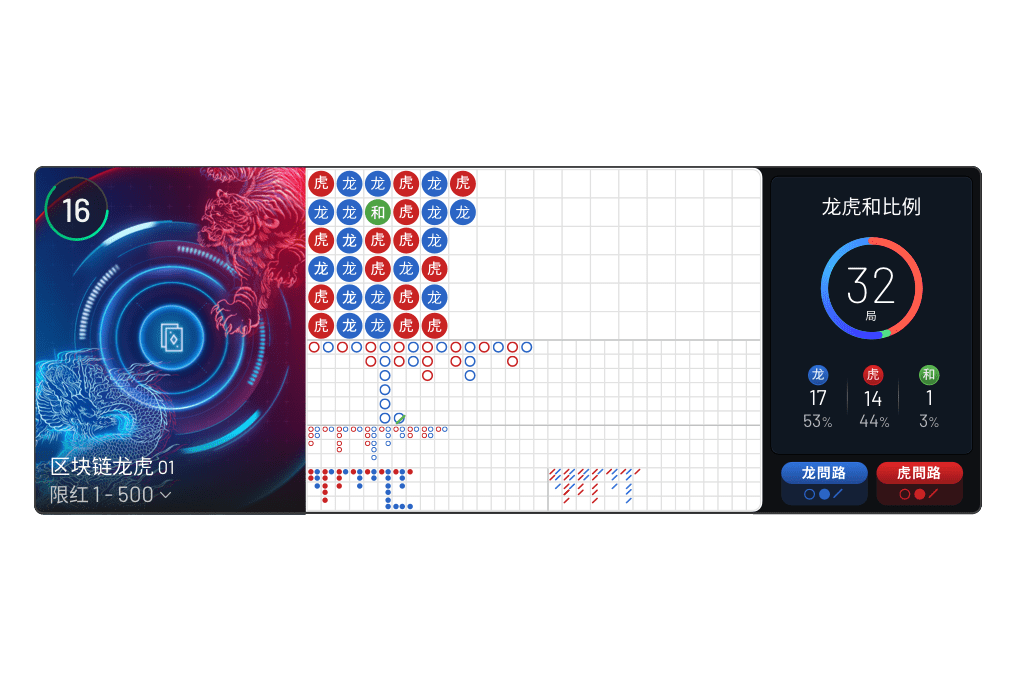 16
区块链龙虎 01
限红 1 - 500
虎 龙 龙 虎 龙 虎
龙 龙 和 虎 龙 龙
虎 龙 虎 虎 龙
龙 龙 虎 龙 虎
虎 龙 龙 虎 龙
虎 龙 龙 虎 虎
龙虎和比例
32
局
龙 虎 和
17 14 1
53% 44% 3%
龙問路 虎問路